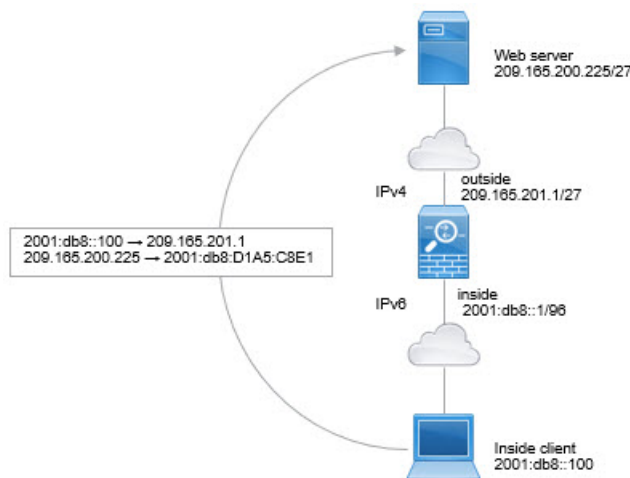 Web server
209.165.200.225/27
outside
209.165.201.1/27
IPv4
2001:db8::100 → 209.165.201.1
209.165.200.225 → 2001:db8:D1A5:C8E1
IPv6
inside
2001:db8::1/96
Inside client
2001:db8::100